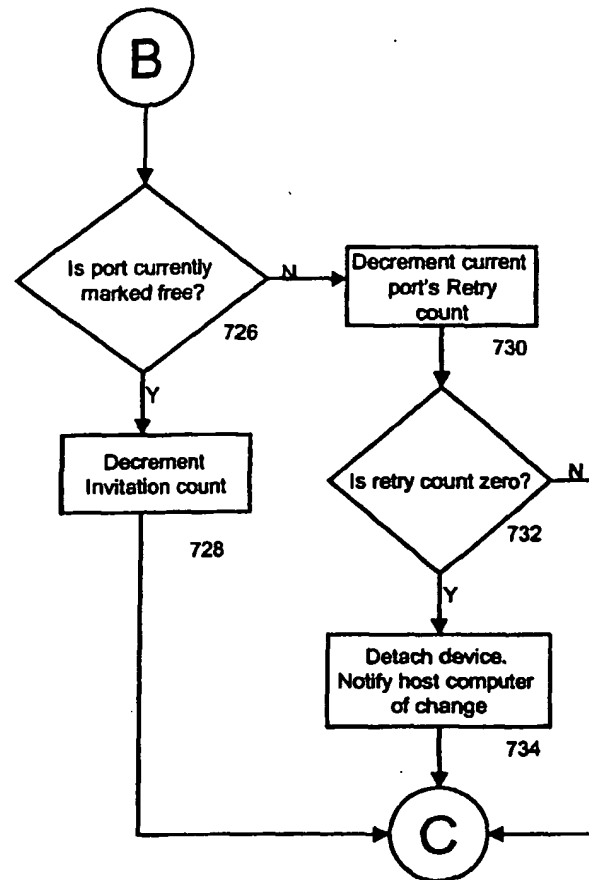 B
Is port currently
marked free?
726
N
Decrement current
port's Retry
count
730
Y
Decrement
Invitation count
728
Is retry count zero?
N
732
Y
Detach device.
Notify host computer
of change
734
C